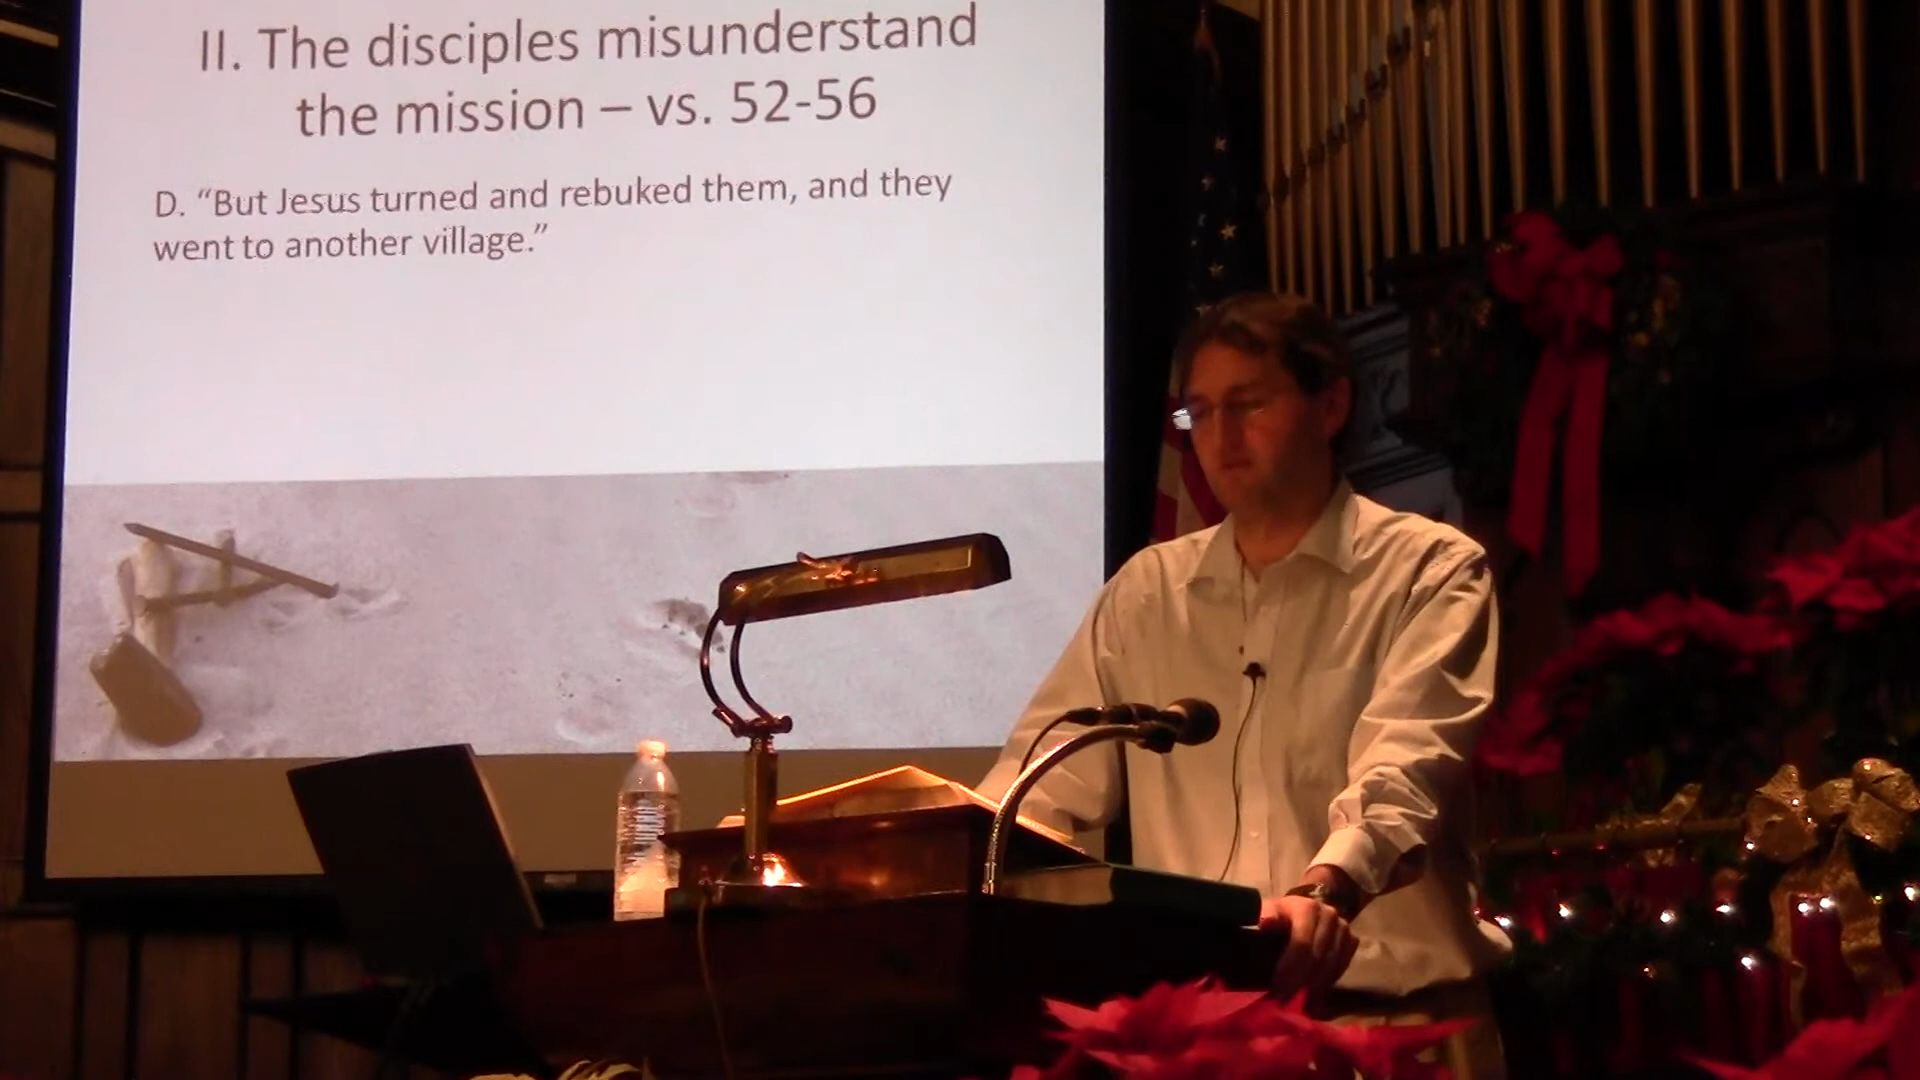 II. The disciples misunderstand
the mission – vs. 52-56
D. “But Jesus turned and rebuked them, and they
went to another village.”